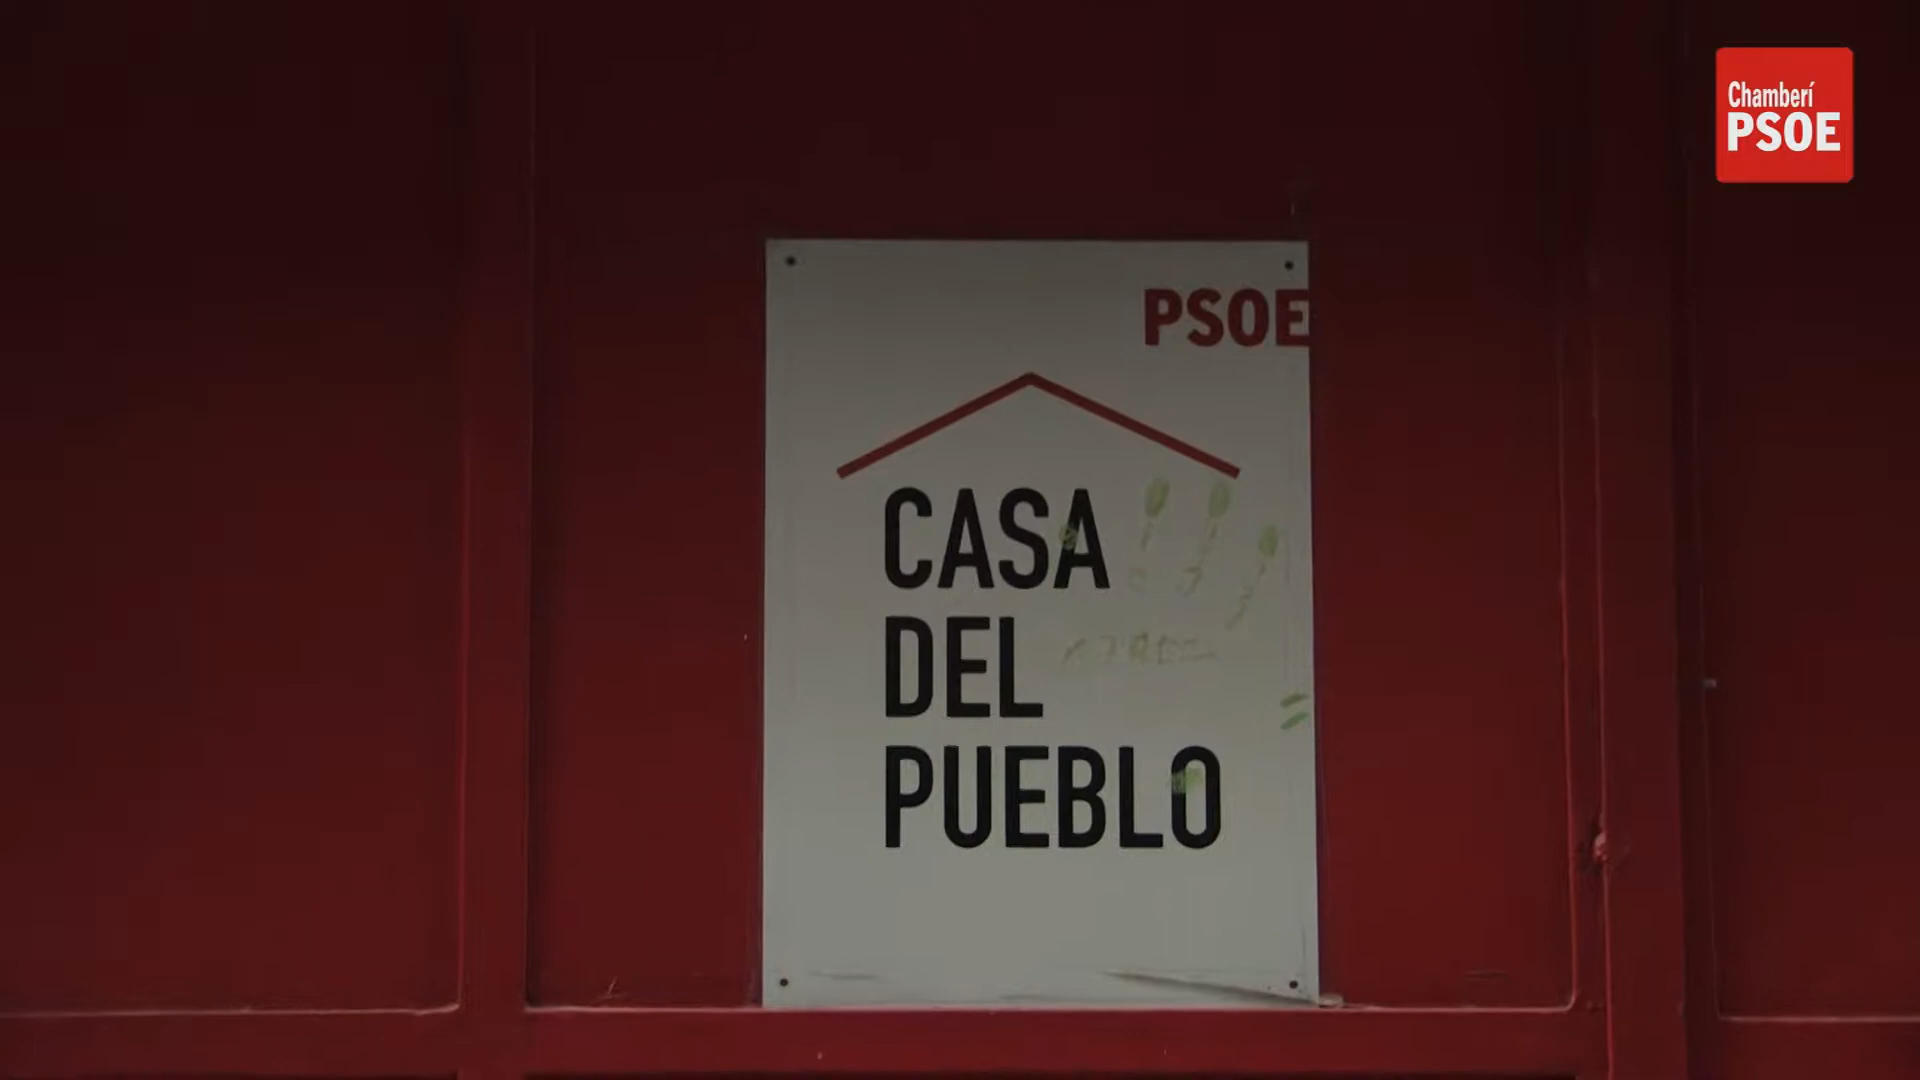 Chamberí
PSOE
PSOE
CASA
DEL
PUEBLO